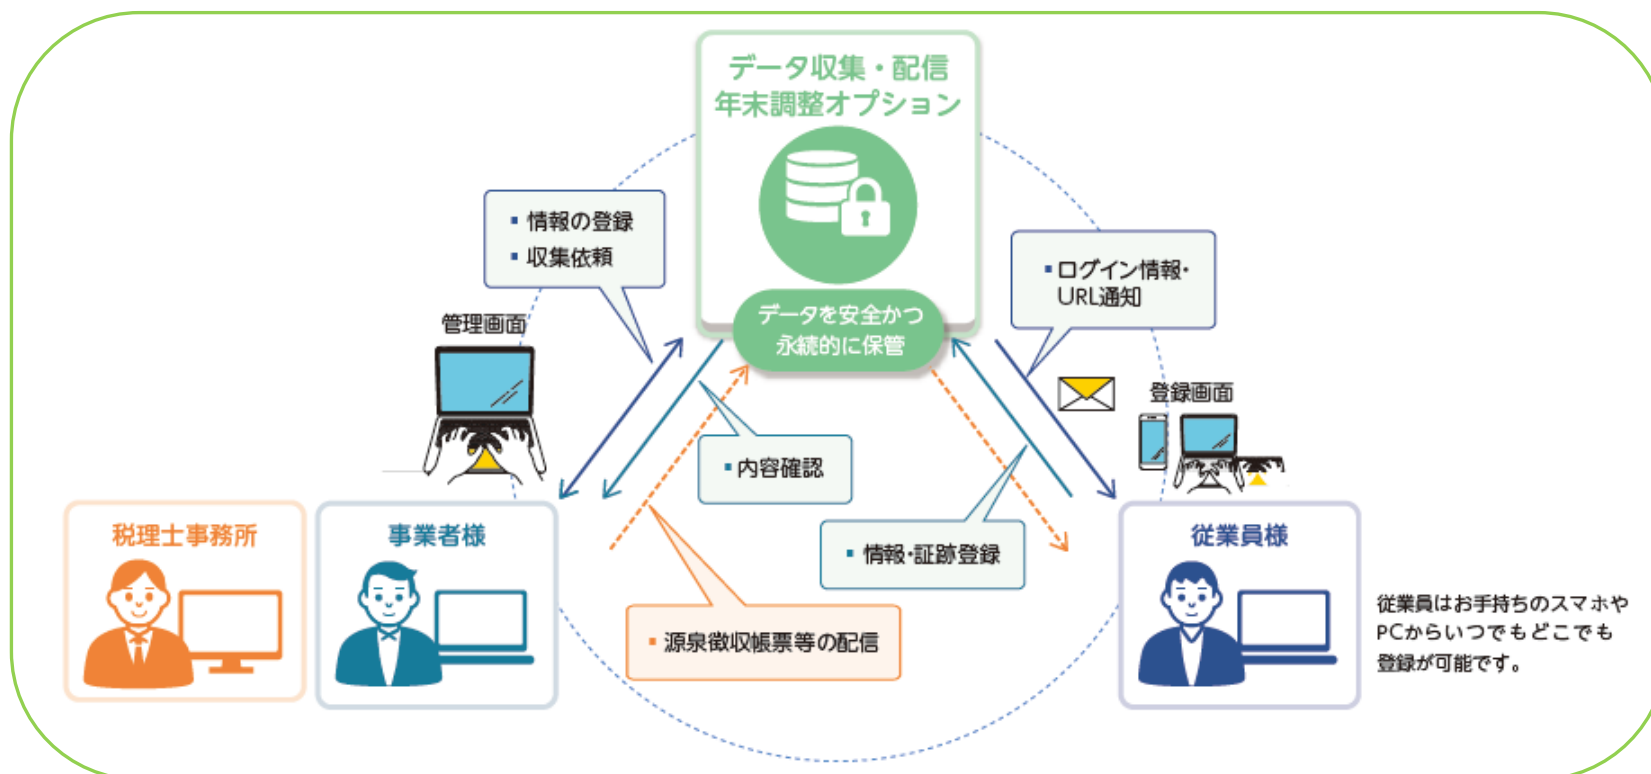 データ収集・配信
年末調整オプション
データを安全かつ
永続的に保管
▪ 情報の登録
▪ 収集依頼
▪ ログイン情報・
URL通知
管理画面
登録画面
▪ 内容確認
▪ 情報・証跡登録
▪ 源泉徴収帳票等の配信
税理士事務所
事業者様
従業員様
従業員はお手持ちのスマホや
PCからいつでもどこでも
登録が可能です。